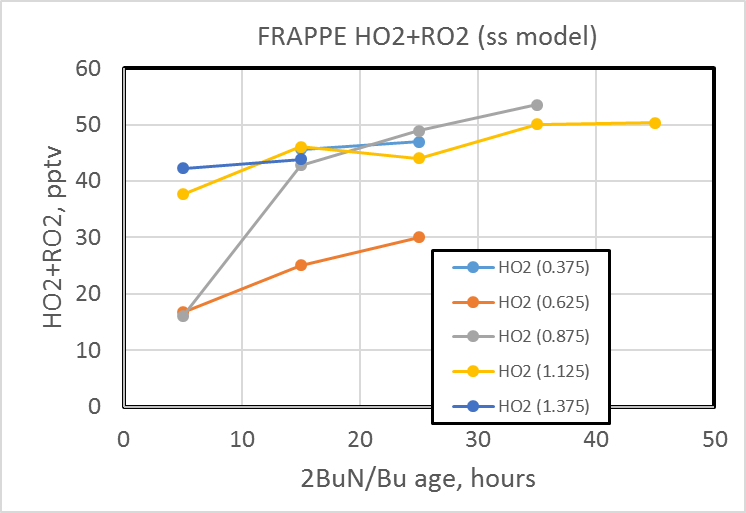 FRAPPE HO2+RO2 (ss model)
60
50
40
30
20
10
0
HO2+RO2, pptv
0 10 20 30 40 50
2BuN/Bu age, hours
HO2 (0.375)
HO2 (0.625)
HO2 (0.875)
HO2 (1.125)
HO2 (1.375)